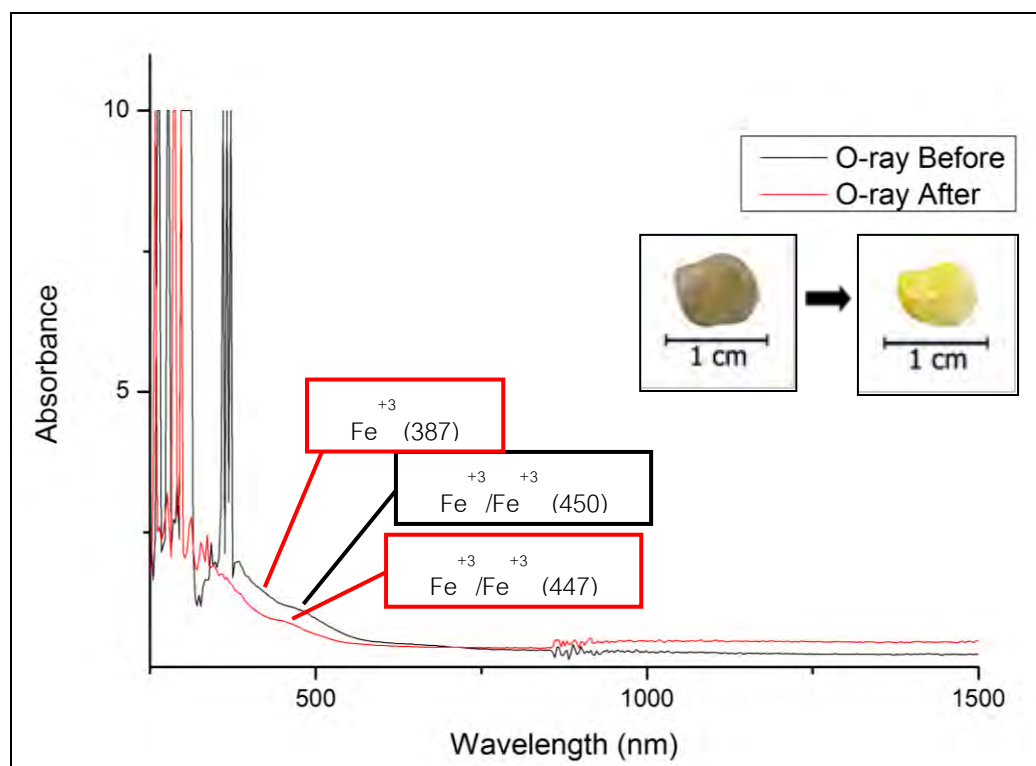 10
5
Absorbance
O-ray Before
O-ray After
1 cm
1 cm
+3
Fe (387)
+3 +3
Fe /Fe (450)
+3 +3
Fe /Fe (447)
500
1000
1500
Wavelength (nm)